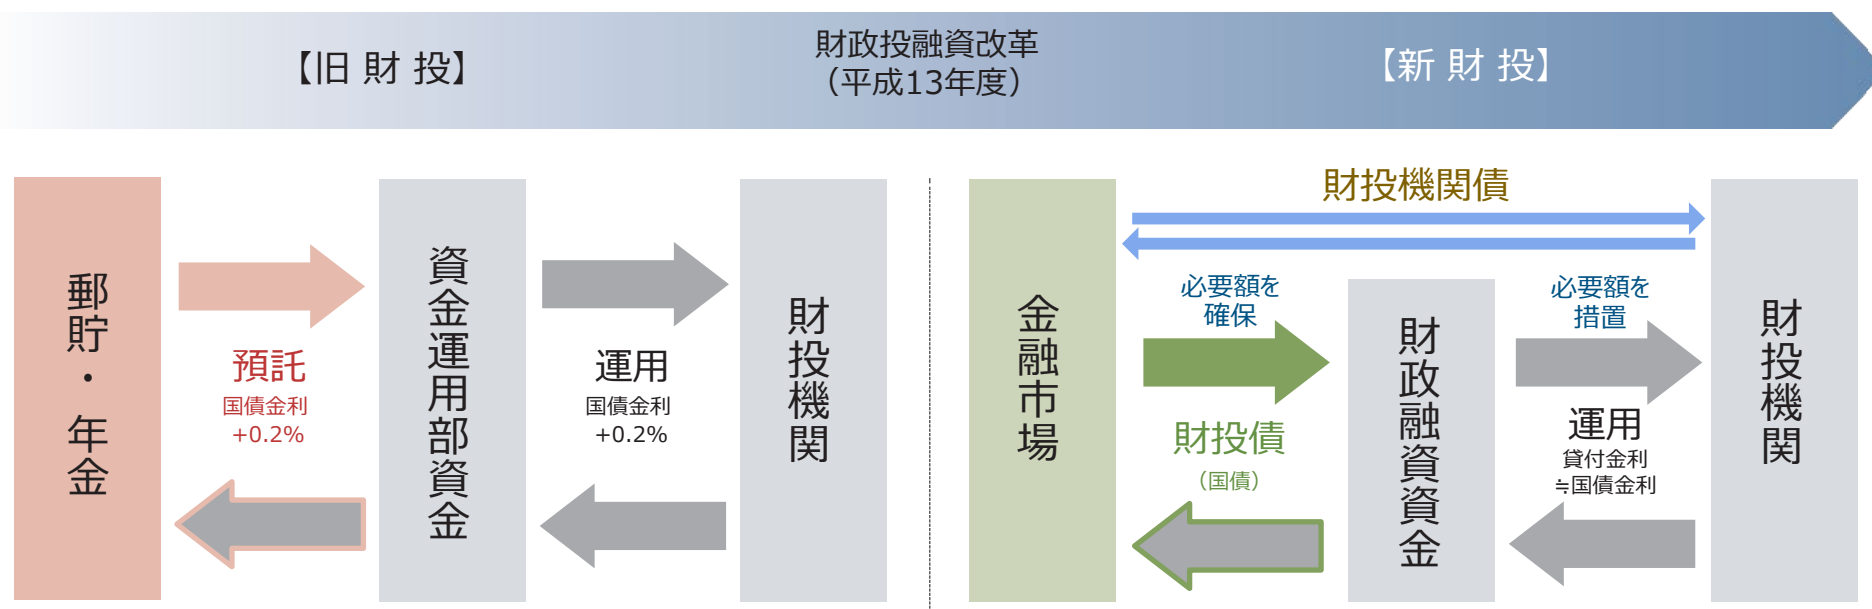 【旧 財 投】
財政投融資改革
（平成13年度）
【新 財 投】
郵貯・年金
預託
国債金利
+0.2%
資金運用部資金
運用
国債金利
+0.2%
財投機関
金融市場
財投機関債
必要額を
確保
財投債
（国債）
財政融資資金
必要額を
措置
運用
貸付金利
≒国債金利
財投機関